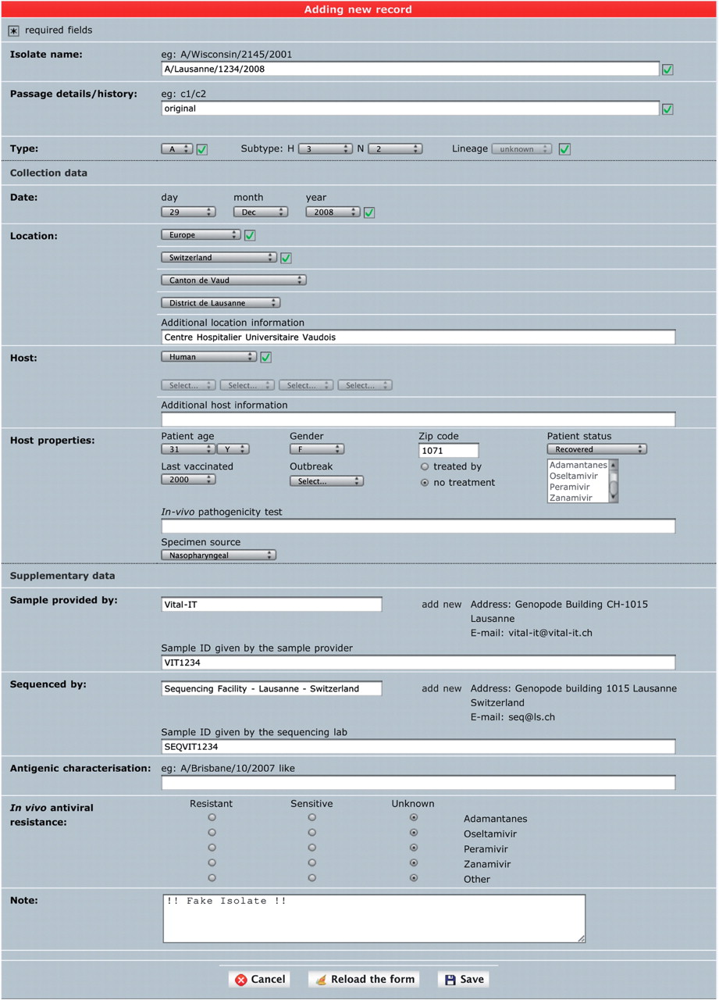 Adding new record
* required fields
Isolate name: eg: A/Wisconsin/2145/2001
A/Lausanne/1234/2008
Passage details/history: eg: c1/c2
original
Type: A Subtype: H 3 N 2 Lineage unknown
Collection data
Date: day month year
29 Dec 2008
Location: Europe
Switzerland
Canton de Vaud
District de Lausanne
Additional location information
Centre Hospitalier Universitaire Vaudois
Host: Human
Select... Select... Select... Select...
Additional host information
Host properties: Patient age Gender Zip code Patient status
31 Y F 1071 Recovered
Last vaccinated Outbreak treated by Adamantanes
2000 Select... no treatment Oseltamivir
Peramivir
Zanamivir
In-vivo pathogenicity test
Specimen source
Nasopharyngeal
Supplementary data
Sample provided by: Vital-IT add new Address: Genopode Building CH-1015
Lausanne
E-mail: vital-it@vital-it.ch
Sample ID given by the sample provider
VIT1234
Sequenced by: Sequencing Facility - Lausanne - Switzerland add new Address: Genopode building 1015 Lausanne
Switzerland
E-mail: seq@ls.ch
Sample ID given by the sequencing lab
SEQVIT1234
Antigenic characterisation: eg: A/Brisbane/10/2007 like
In vivo antiviral Resistant Sensitive Unknown
resistance: Adamantanes
Oseltamivir
Peramivir
Zanamivir
Other
Note: !! Fake Isolate !!
Cancel Reload the form Save